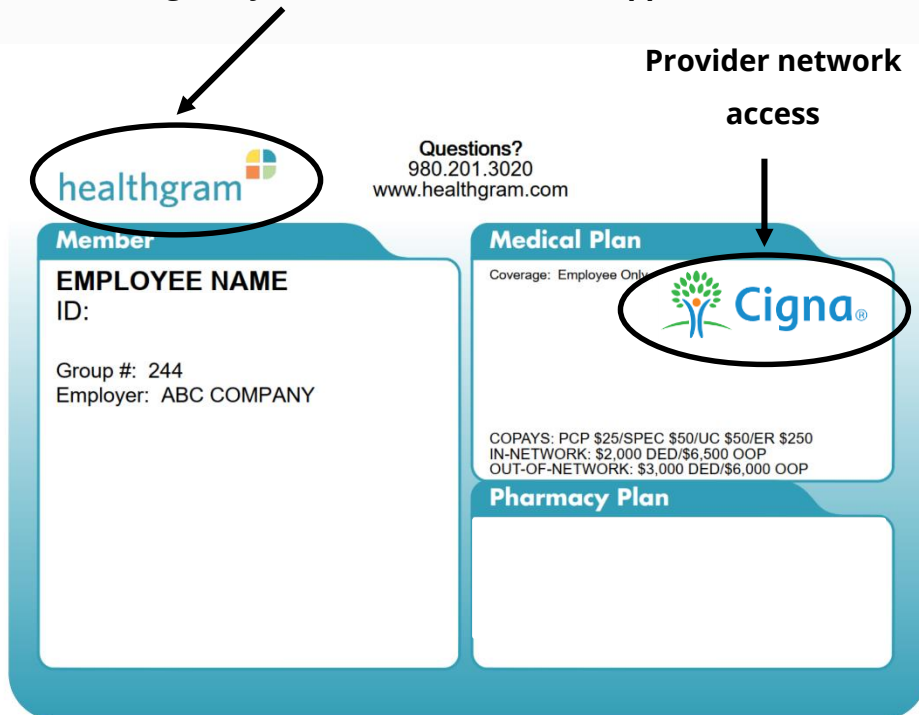 Provider network
access
healthgram
Questions?
980.201.3020
www.healthgram.com
Member
EMPLOYEE NAME
ID:
Group #: 244
Employer: ABC COMPANY
Medical Plan
Coverage: Employee Only
Cigna®
COPAYS: PCP $25/SPEC $50/UC $50/ER $250
IN-NETWORK: $2,000 DED/$6,500 OOP
OUT-OF-NETWORK: $3,000 DED/$6,000 OOP
Pharmacy Plan